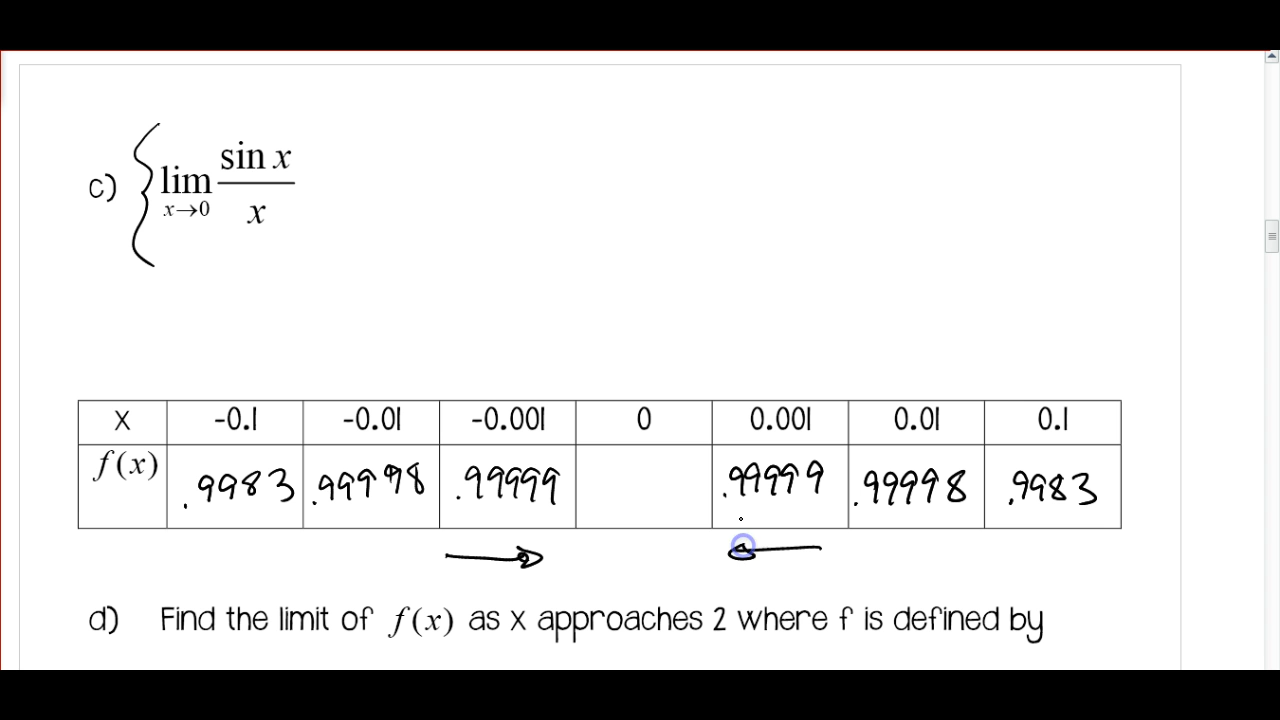 c) lim x→0 sin x / x
x -0.1 -0.01 -0.001 0 0.001 0.01 0.1
f(x) .9983 .99998 .99999 .99999 .99998 .9983
d) Find the limit of f(x) as x approaches 2 where f is defined by